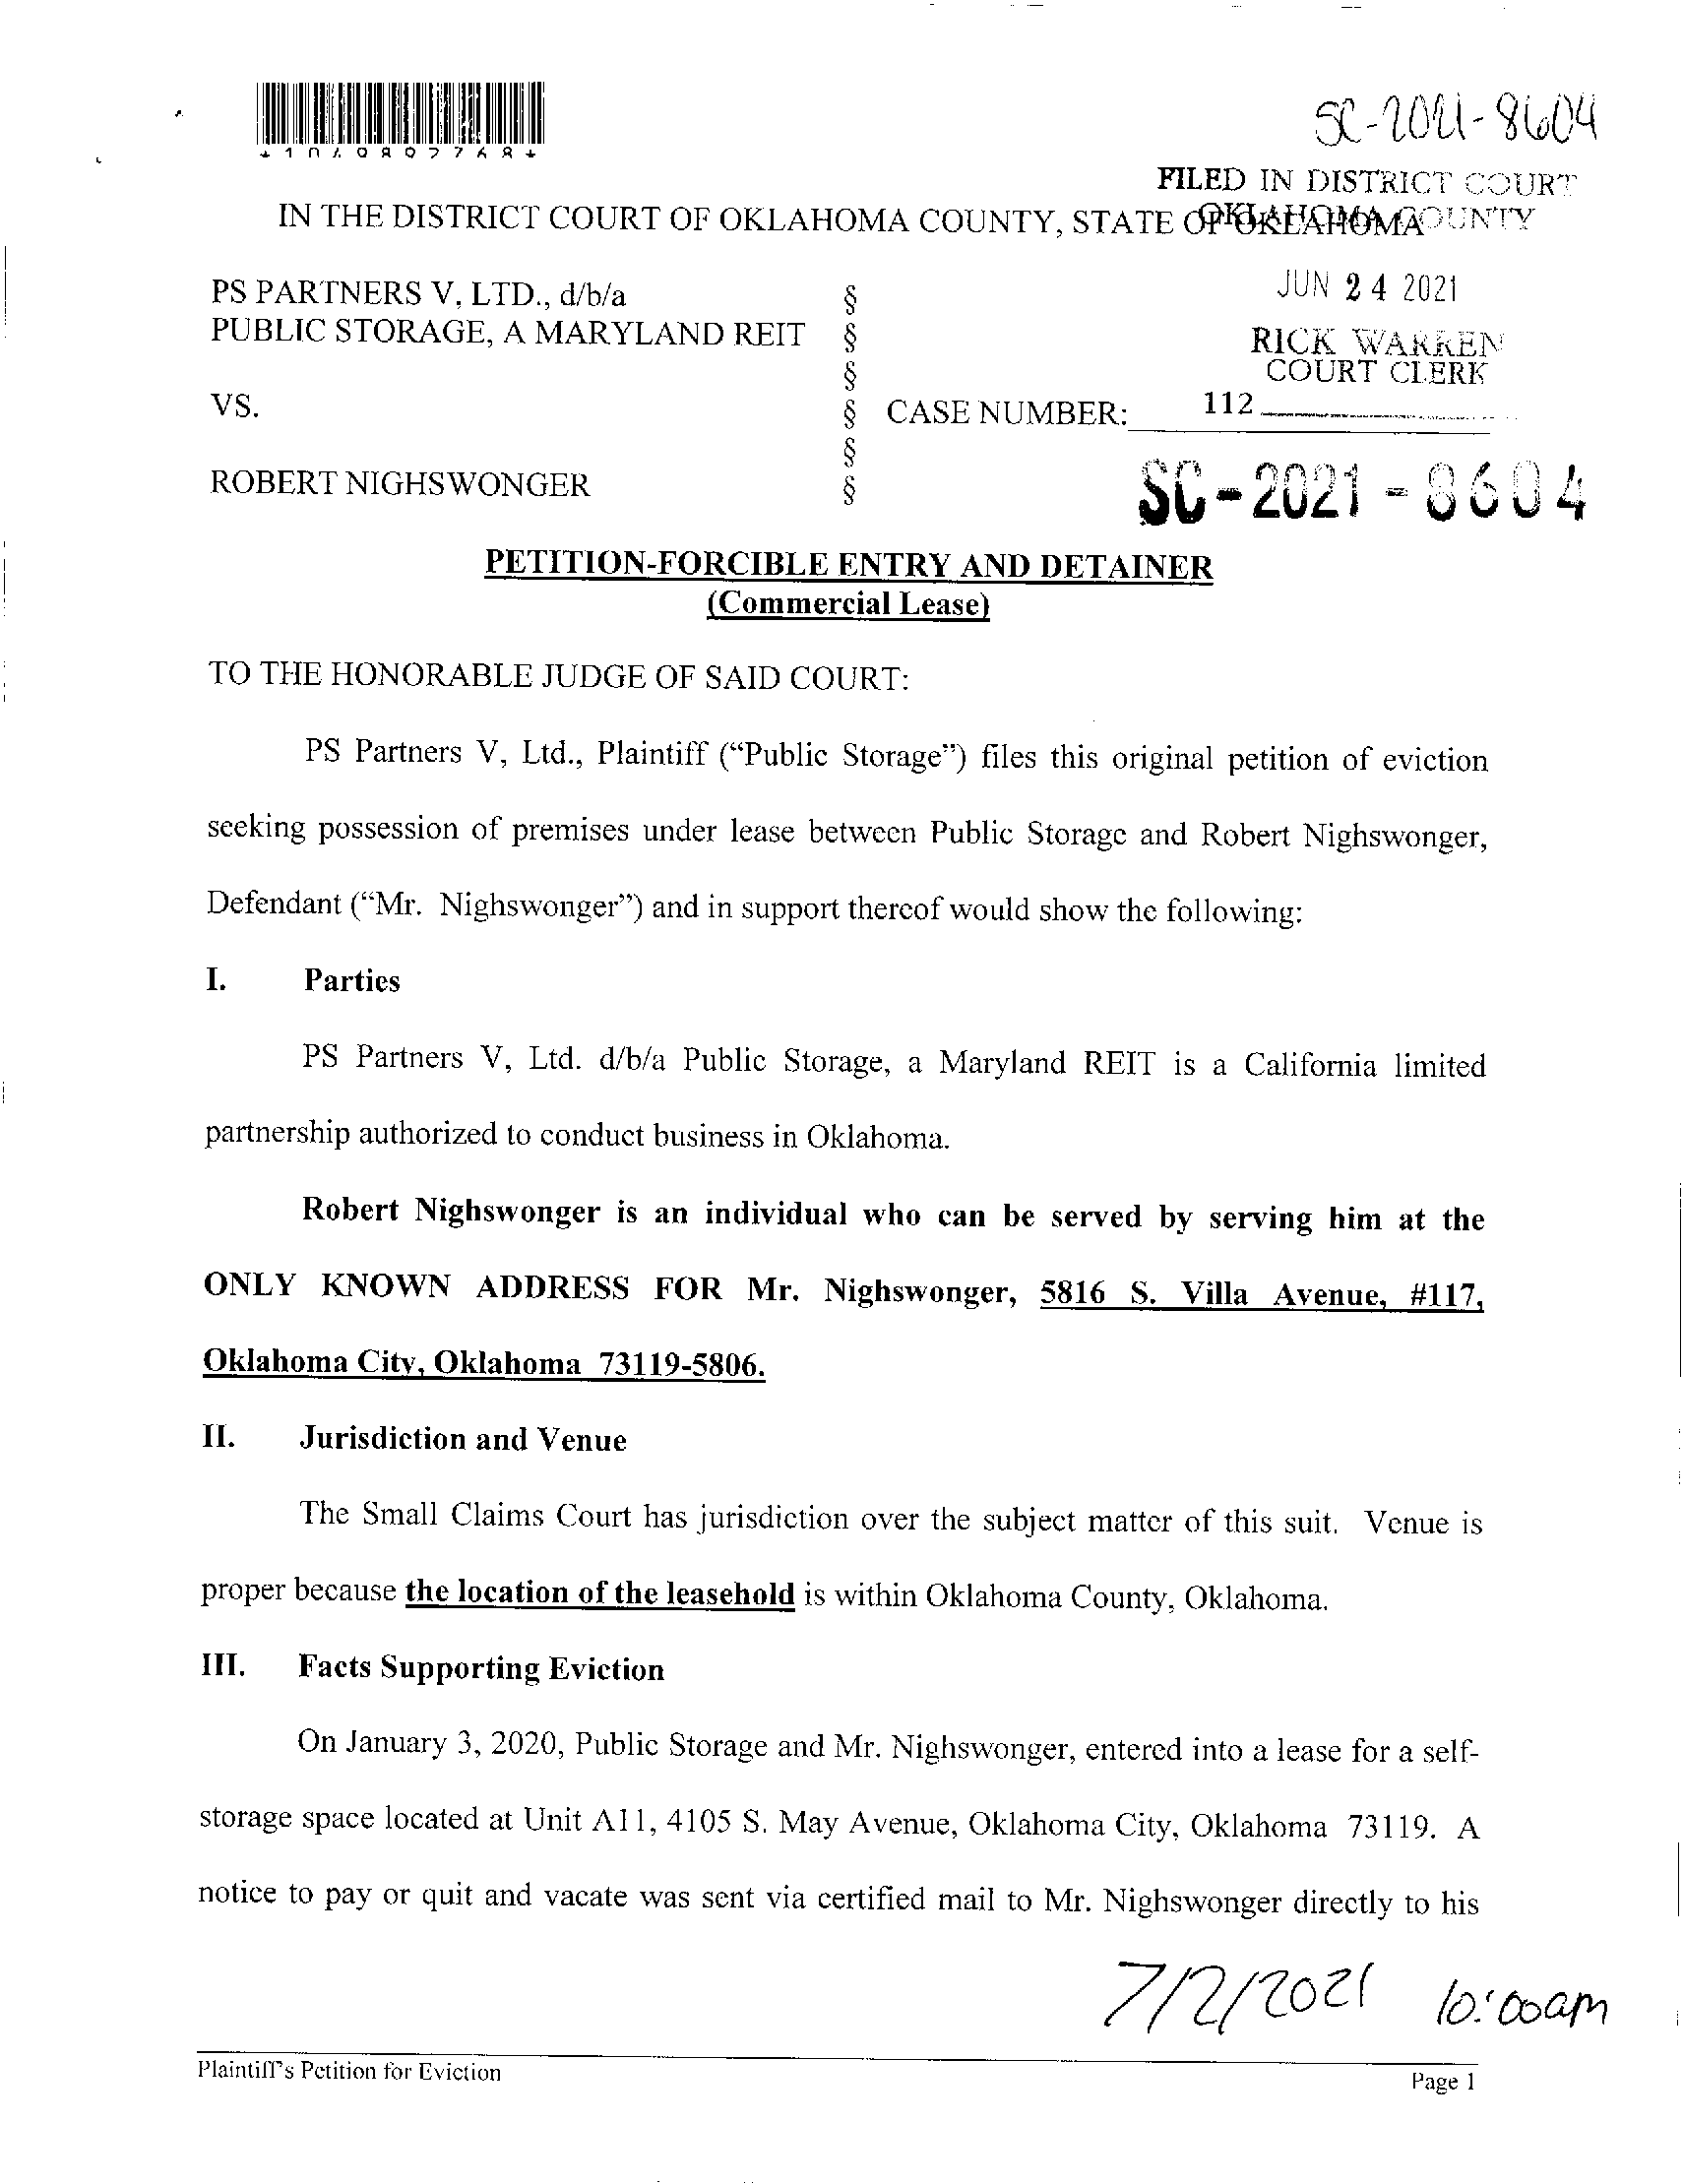 SC-2021-8604
*1049897768*
FILED IN DISTRICT COURT
OKLAHOMA COUNTY
IN THE DISTRICT COURT OF OKLAHOMA COUNTY, STATE OF OKLAHOMA
JUN 24 2021
PS PARTNERS V, LTD., d/b/a §
PUBLIC STORAGE, A MARYLAND REIT §
RICK WARREN
COURT CLERK
§
VS. § CASE NUMBER: 112
§
ROBERT NIGHSWONGER §
SC-2021-8604
PETITION-FORCIBLE ENTRY AND DETAINER
(Commercial Lease)
TO THE HONORABLE JUDGE OF SAID COURT:
PS Partners V, Ltd., Plaintiff (“Public Storage”) files this original petition of eviction
seeking possession of premises under lease between Public Storage and Robert Nighswonger,
Defendant (“Mr. Nighswonger”) and in support thereof would show the following:
I. Parties
PS Partners V, Ltd. d/b/a Public Storage, a Maryland REIT is a California limited
partnership authorized to conduct business in Oklahoma.
Robert Nighswonger is an individual who can be served by serving him at the
ONLY KNOWN ADDRESS FOR Mr. Nighswonger, 5816 S. Villa Avenue, #117,
Oklahoma City, Oklahoma 73119-5806.
II. Jurisdiction and Venue
The Small Claims Court has jurisdiction over the subject matter of this suit. Venue is
proper because the location of the leasehold is within Oklahoma County, Oklahoma.
III. Facts Supporting Eviction
On January 3, 2020, Public Storage and Mr. Nighswonger, entered into a lease for a self-
storage space located at Unit A11, 4105 S. May Avenue, Oklahoma City, Oklahoma 73119. A
notice to pay or quit and vacate was sent via certified mail to Mr. Nighswonger directly to his
7/2/2021 10:00am
Plaintiff's Petition for Eviction
Page 1